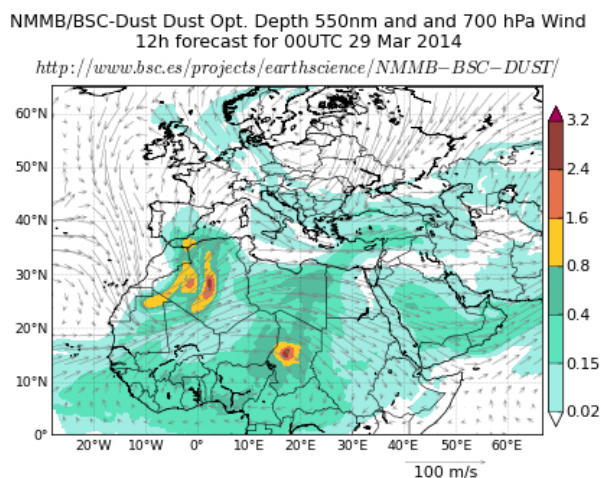 NMMB/BSC-Dust Dust Opt. Depth 550nm and and 700 hPa Wind
12h forecast for 00UTC 29 Mar 2014
http://www.bsc.es/projects/earthscience/NMMB−BSC−DUST/
60°N
50°N
40°N
30°N
20°N
10°N
0°
20°W 10°W 0° 10°E 20°E 30°E 40°E 50°E 60°E
3.2
2.4
1.6
0.8
0.4
0.15
0.02
100 m/s